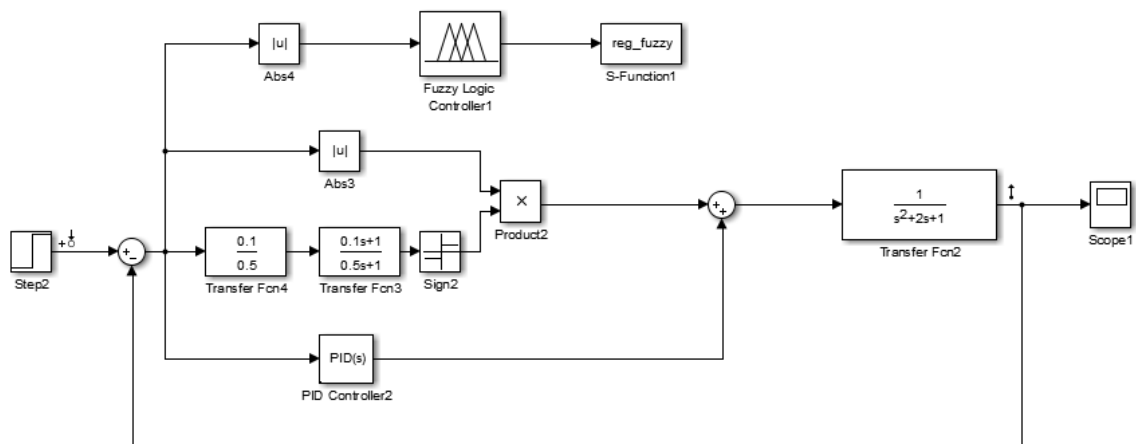 |u|
Abs4
Fuzzy Logic
Controller1
reg_fuzzy
S-Function1
|u|
Abs3
×
Product2
Step2
+
+
−
0.1
0.5
Transfer Fcn4
0.1s+1
0.5s+1
Transfer Fcn3
Sign2
PID(s)
PID Controller2
+
+
1
s²+2s+1
Transfer Fcn2
Scope1